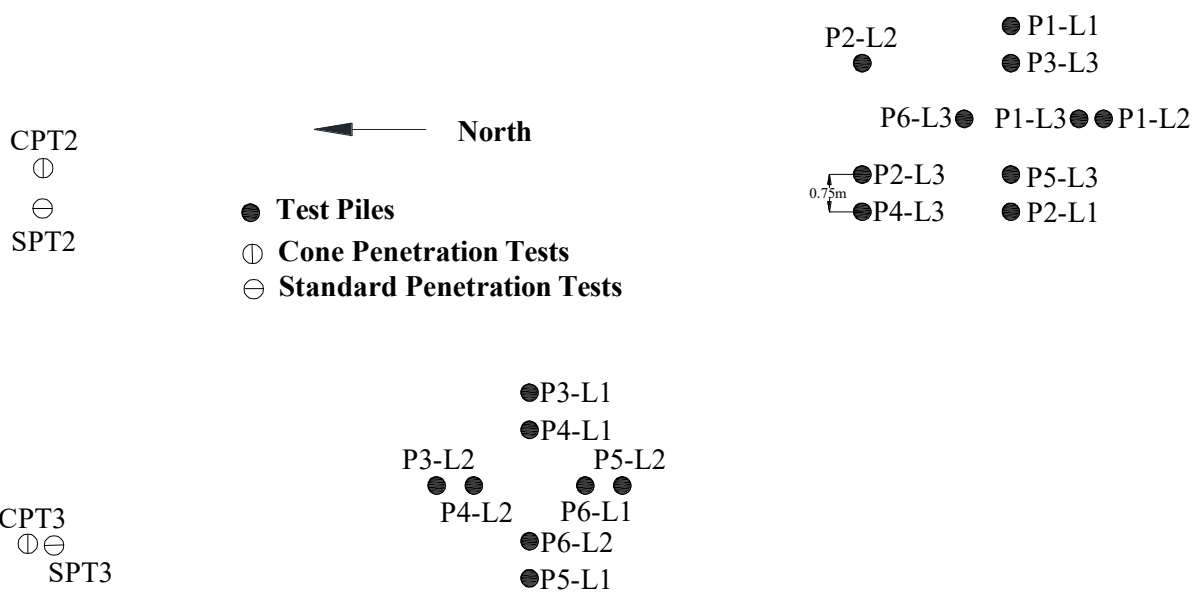 P1-L1
P2-L2
P3-L3
P6-L3
P1-L3
P1-L2
North
CPT2
P2-L3
P5-L3
0.75m
P4-L3
P2-L1
Test Piles
SPT2
Cone Penetration Tests
Standard Penetration Tests
P3-L1
P4-L1
P3-L2
P5-L2
P4-L2
P6-L1
CPT3
P6-L2
SPT3
P5-L1